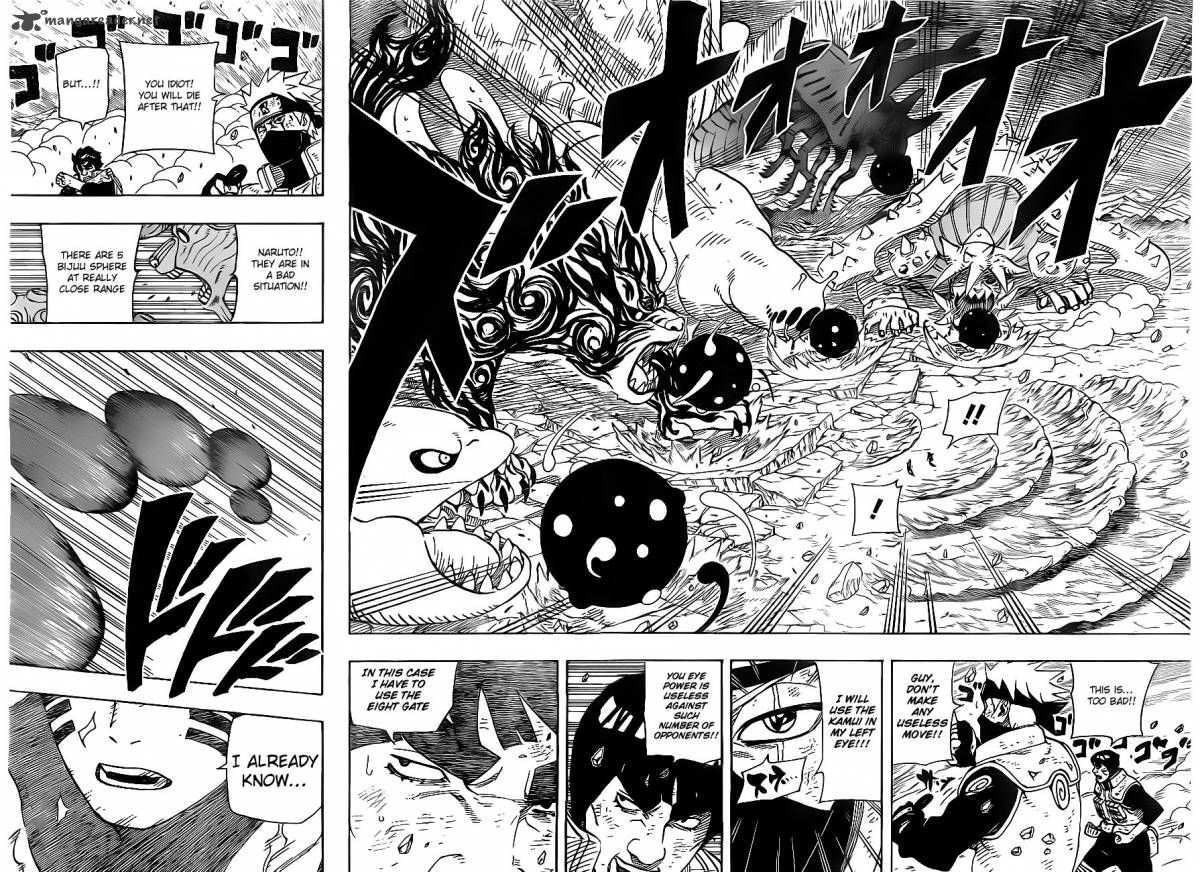 オオオオオオ
ズズ
!!
!
THIS IS...
TOO BAD!!
GUY,
DON'T
MAKE
ANY
USELESS
MOVE!!
I WILL
USE THE
KAMUI IN
MY LEFT
EYE!!!
YOU EYE
POWER IS
USELESS
AGAINST
SUCH
NUMBER OF
OPPONENTS!!
IN THIS CASE
I HAVE TO
USE THE
EIGHT GATE
YOU IDIOT!
YOU WILL DIE
AFTER THAT!!
BUT...!!
ゴゴゴゴゴ
NARUTO!!
THEY ARE
IN A BAD
SITUATION!!
THERE ARE 5
BIJUU SPHERE
AT REALLY
CLOSE RANGE
ドドドド
I ALREADY
KNOW...
mangareader.net